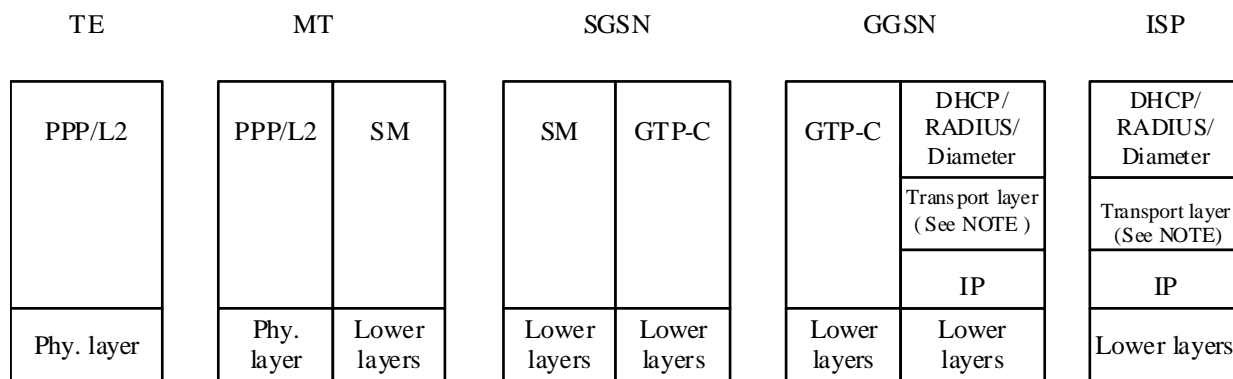 TE
MT
SGSN
GGSN
ISP
PPP/L2
PPP/L2
SM
SM
GTP-C
GTP-C
DHCP/
RADIUS/
Diameter
DHCP/
RADIUS/
Diameter
Transport layer
( See NOTE )
Transport layer
(See NOTE)
IP
IP
Phy. layer
Phy.
layer
Lower
layers
Lower
layers
Lower
layers
Lower
layers
Lower
layers
Lower layers